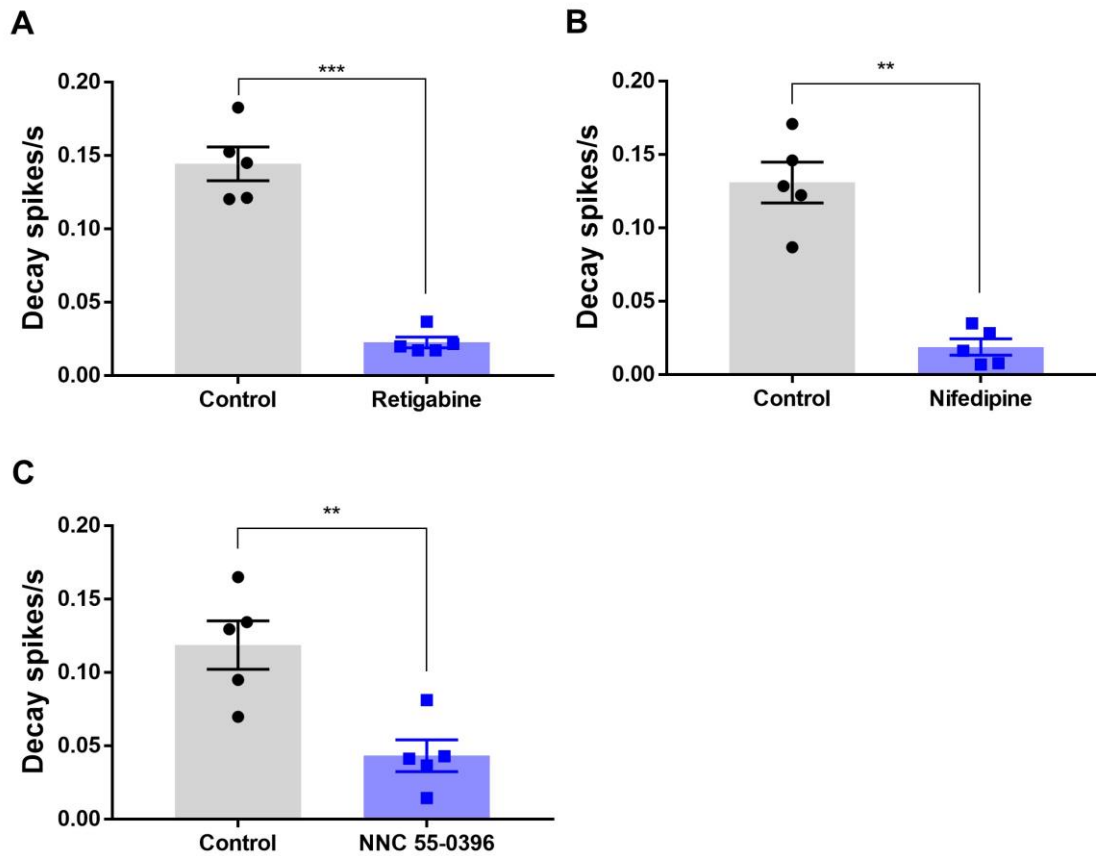 A
Decay spikes/s
0.20
0.15
0.10
0.05
0.00
***
Control
Retigabine
B
Decay spikes/s
0.20
0.15
0.10
0.05
0.00
**
Control
Nifedipine
C
Decay spikes/s
0.20
0.15
0.10
0.05
0.00
**
Control
NNC 55-0396